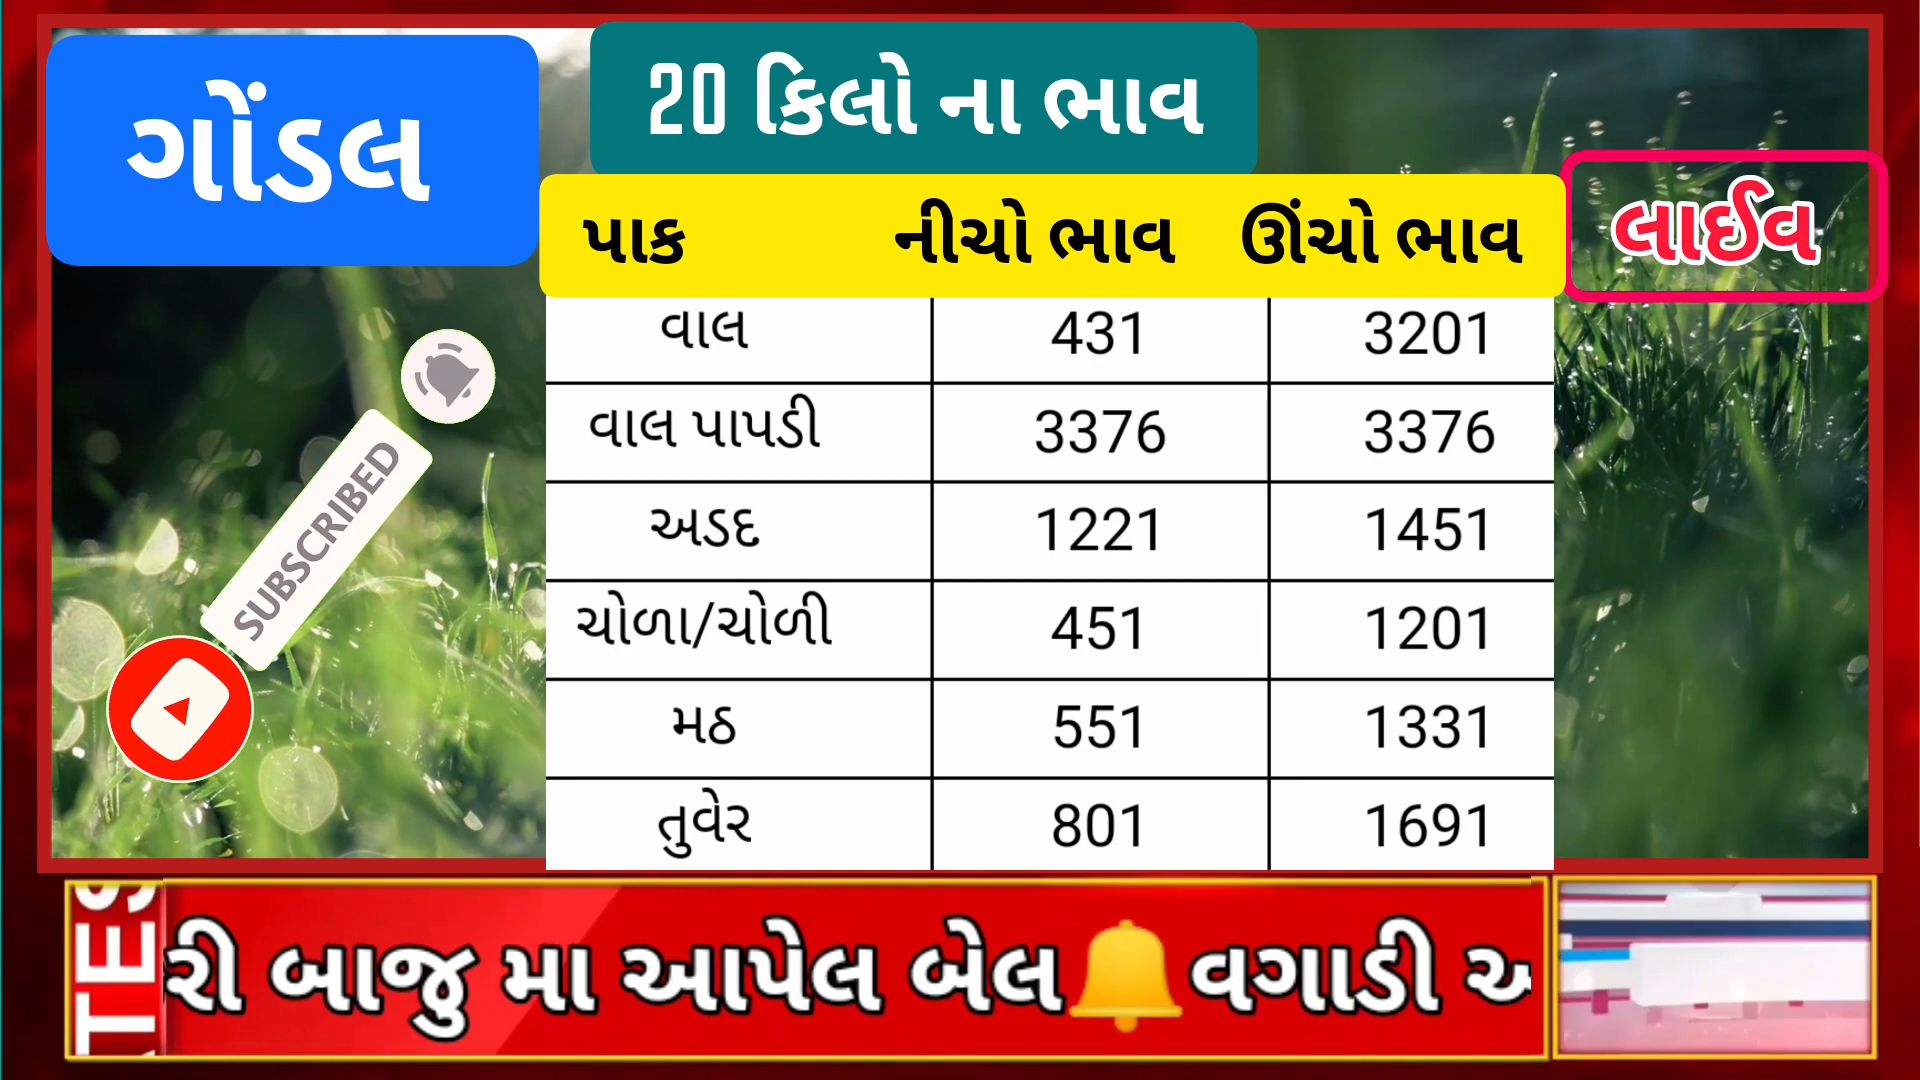 ગોંડલ
20 કિલો ના ભાવ
પાક નીચો ભાવ ઊંચો ભાવ
લાઈવ
વાલ 431 3201
વાલ પાપડી 3376 3376
અડદ 1221 1451
ચોળા/ચોળી 451 1201
મઠ 551 1331
તુવેર 801 1691
SUBSCRIBED
રી બાજુ મા આપેલ બેલ🔔વગાડી